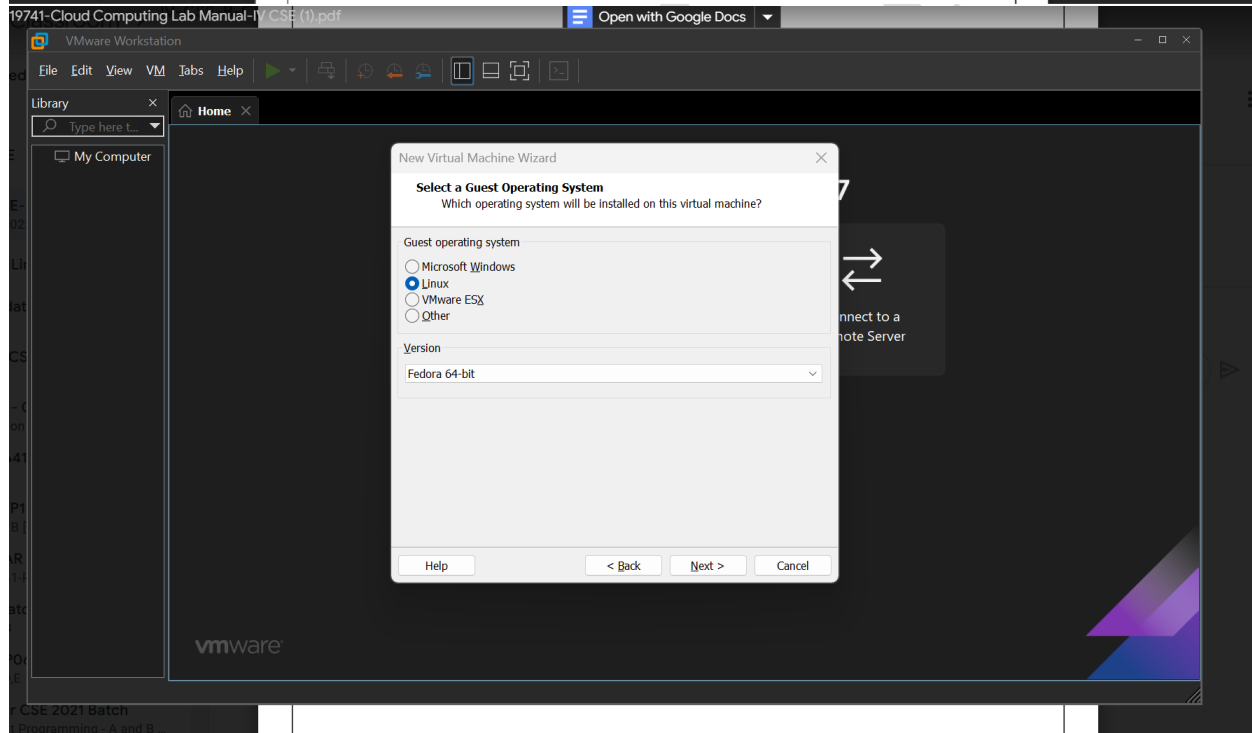 19741-Cloud Computing Lab Manual-IV CSE (1).pdf
Open with Google Docs
VMware Workstation
File Edit View VM Tabs Help
Library
Home
Type here t...
My Computer
New Virtual Machine Wizard
Select a Guest Operating System
Which operating system will be installed on this virtual machine?
7
Guest operating system
Microsoft Windows
Linux
VMware ESX
Other
nnect to a
note Server
Version
Fedora 64-bit
Help
< Back
Next >
Cancel
vmware
r CSE 2021 Batch
Programming - A and B...